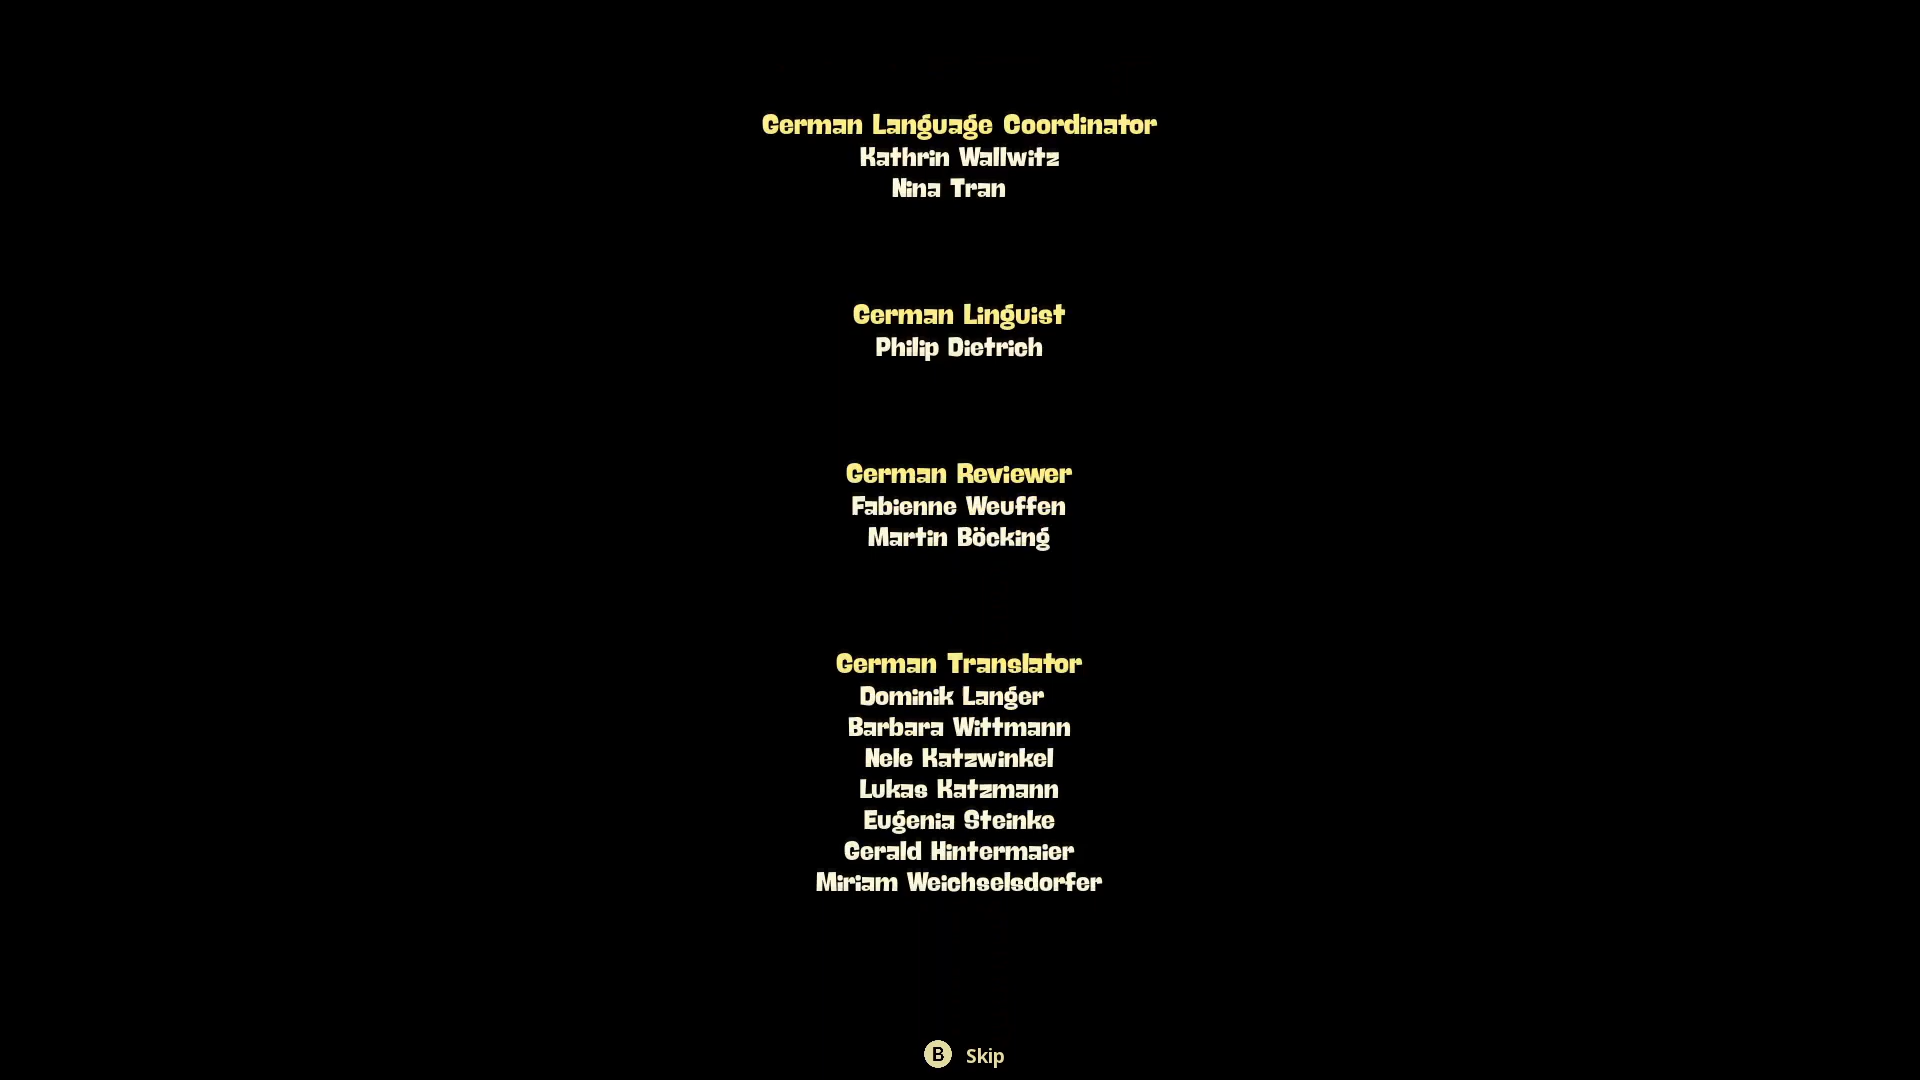 German Language Coordinator
Kathrin Wallwitz
Nina Tran
German Linguist
Philip Dietrich
German Reviewer
Fabienne Weuffen
Martin Böcking
German Translator
Dominik Langer
Barbara Wittmann
Nele Katzwinkel
Lukas Katzmann
Eugenia Steinke
Gerald Hintermaier
Miriam Weichselsdorfer
B Skip